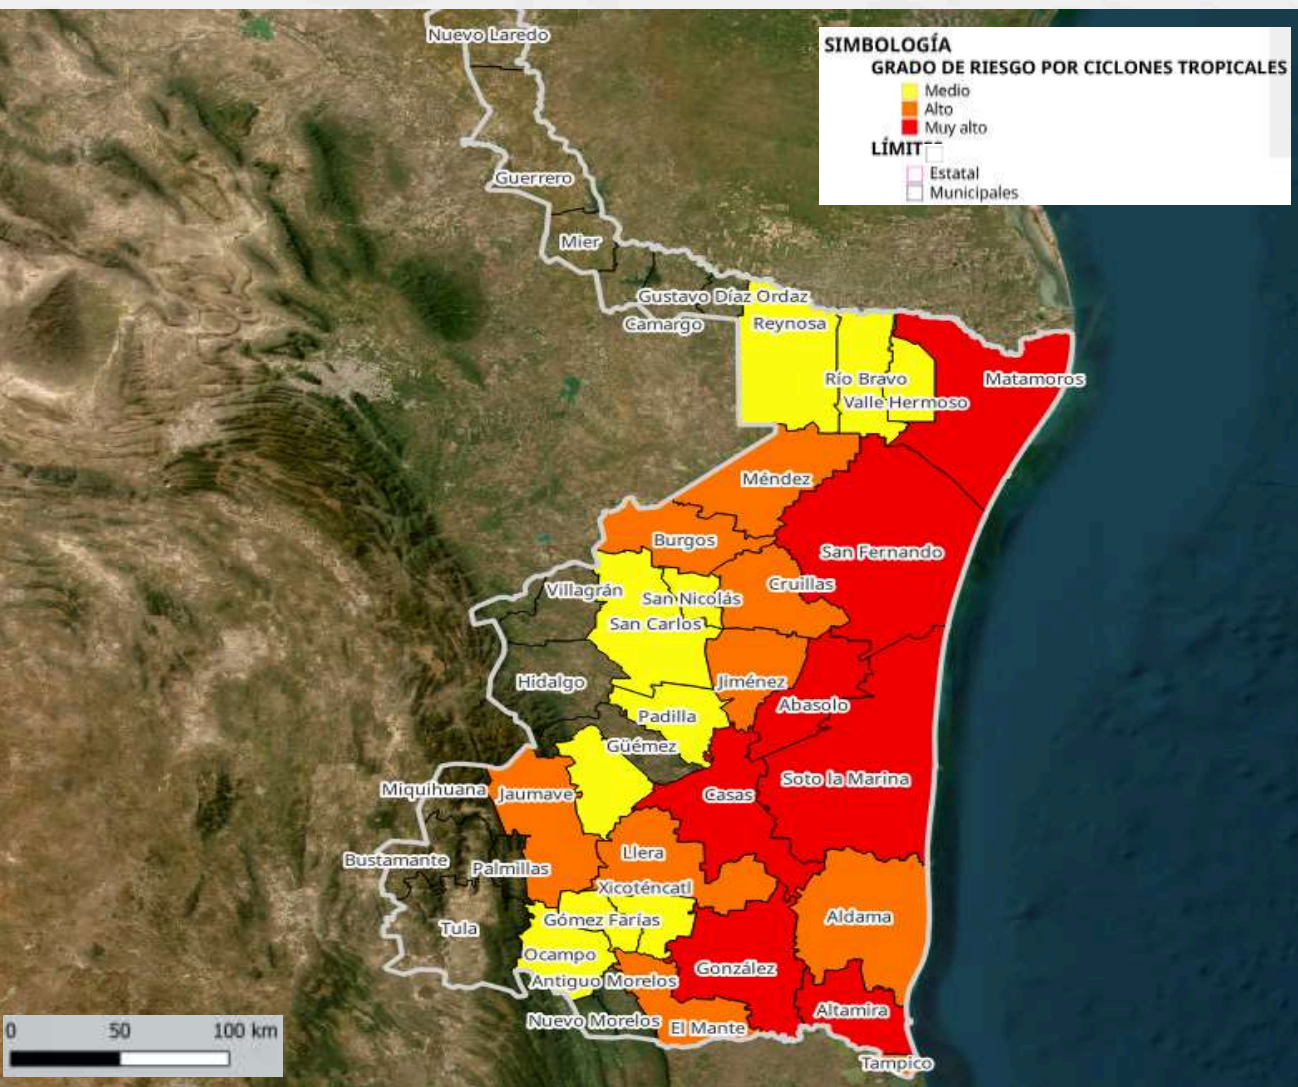 Nuevo Laredo
SIMBOLOGÍA
GRADO DE RIESGO POR CICLONES TROPICALES
Medio
Alto
Muy alto
LÍMIT
Estatal
Municipales
Guerrero
Mier
Gustavo Díaz Ordaz
Camargo
Reynosa
Río Bravo
Matamoros
Valle Hermoso
Méndez
Burgos
San Fernando
Cruillas
Villagrán
San Nicolás
San Carlos
Hidalgo
Jiménez
Abasolo
Padilla
Güémez
Soto la Marina
Miquihuana
Jaumave
Casas
Llera
Bustamante
Palmillas
Xicoténcatl
Gómez Farías
Aldama
Tula
Ocampo
González
Antiguo Morelos
Altamira
Nuevo Morelos
El Mante
0 50 100 km
Tampico